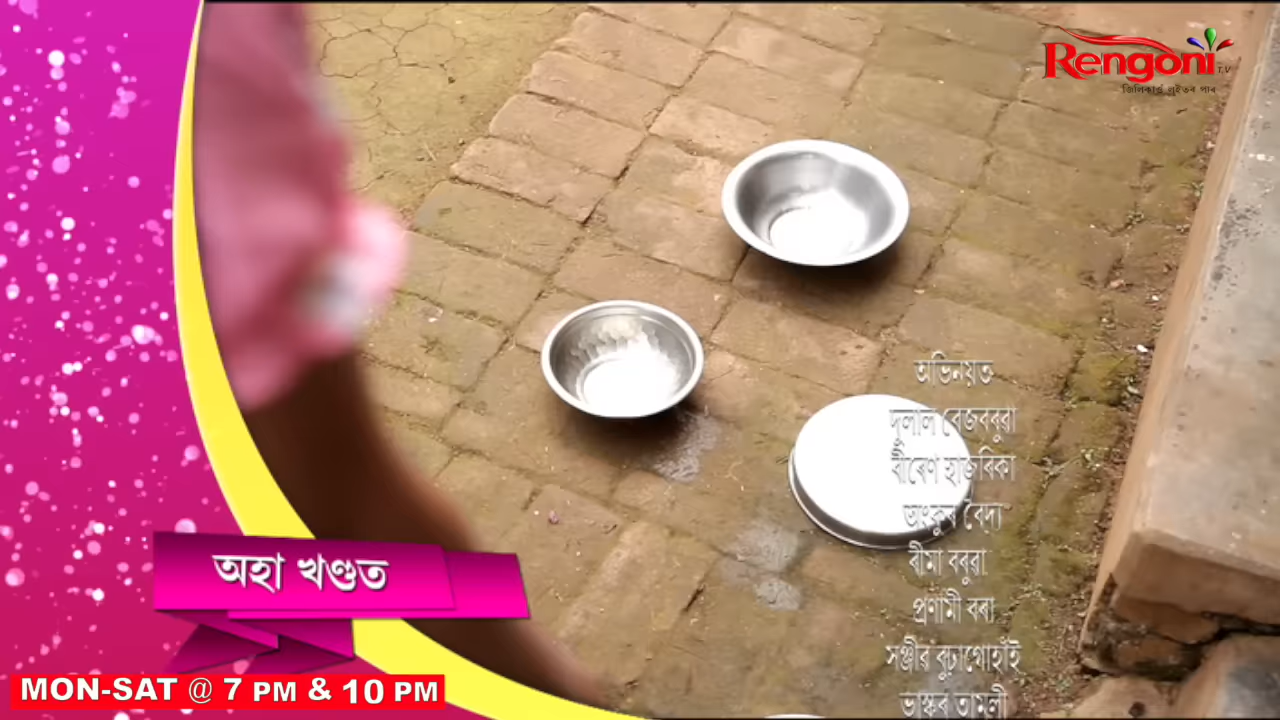 Rengoni T.V
জিলিকাওঁ লুইতৰ পাৰ
অভিনয়ত
দুলাল বেজবৰুৱা
বীৰেণ হাজৰিকা
অংকুৰ বৈদ্য
ৰীমা বৰুৱা
প্ৰণামী বৰা
সঞ্জীৱ বুঢ়াগোহাঁই
ভাস্কৰ তামূলী
অহা খণ্ডত
MON-SAT @ 7 PM & 10 PM